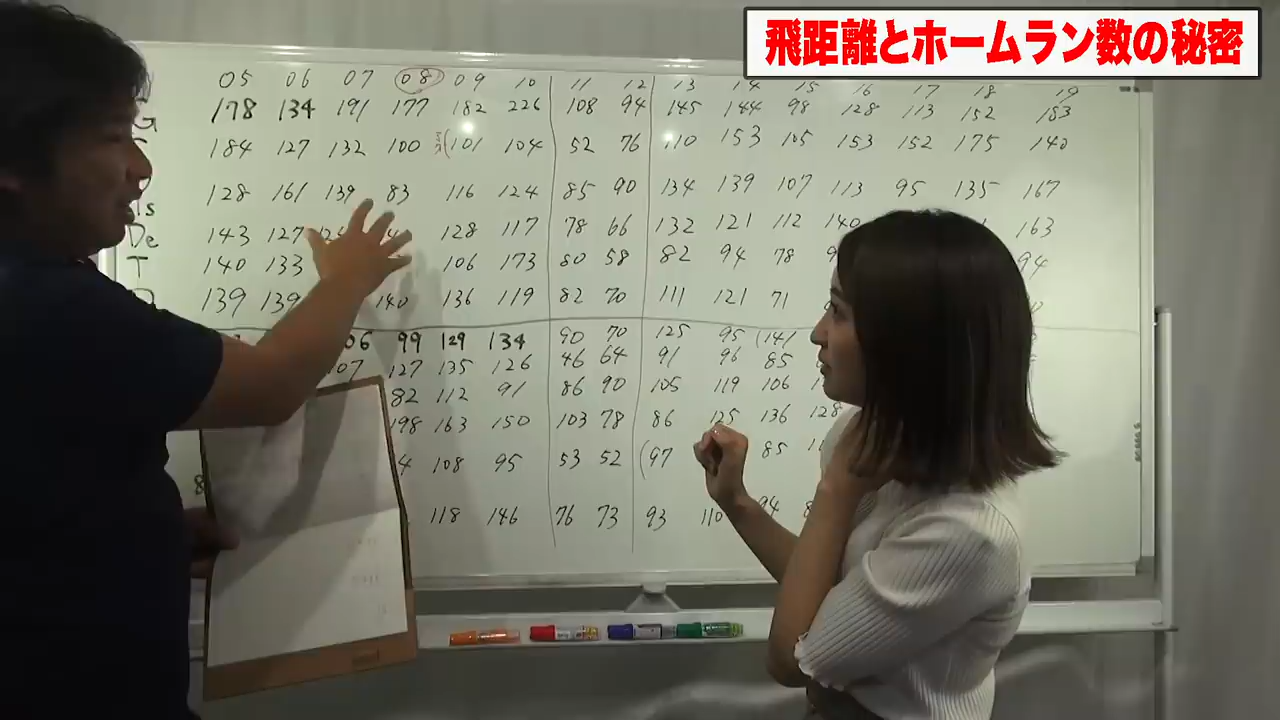 飛距離とホームラン数の秘密
05 06 07 08 09 10 11 12 13 14 15 16 17 18 19
G 178 134 191 177 182 226 108 94 145 144 98 128 113 152 183
184 127 132 100 (101 104 52 76 110 153 105 153 152 175 140
128 161 139 83 116 124 85 90 134 139 107 113 95 135 167
De 143 127 128 117 78 66 132 121 112 140 163
T 140 133 106 173 80 58 82 94 78 94
139 139 140 136 119 82 70 111 121 71
06 99 129 134 90 70 125 95 (141
107 127 135 126 46 64 91 96 85
82 112 91 86 90 105 119 106
198 163 150 103 78 86 125 136 128
4 108 95 53 52 (97 85
118 146 76 73 93 110 94